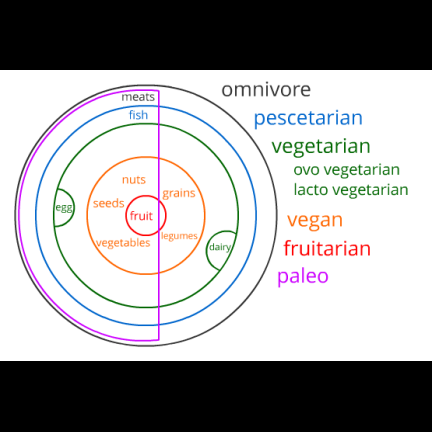 meats
fish
nuts
seeds
grains
egg
fruit
vegetables
legumes
dairy
omnivore
pescetarian
vegetarian
ovo vegetarian
lacto vegetarian
vegan
fruitarian
paleo